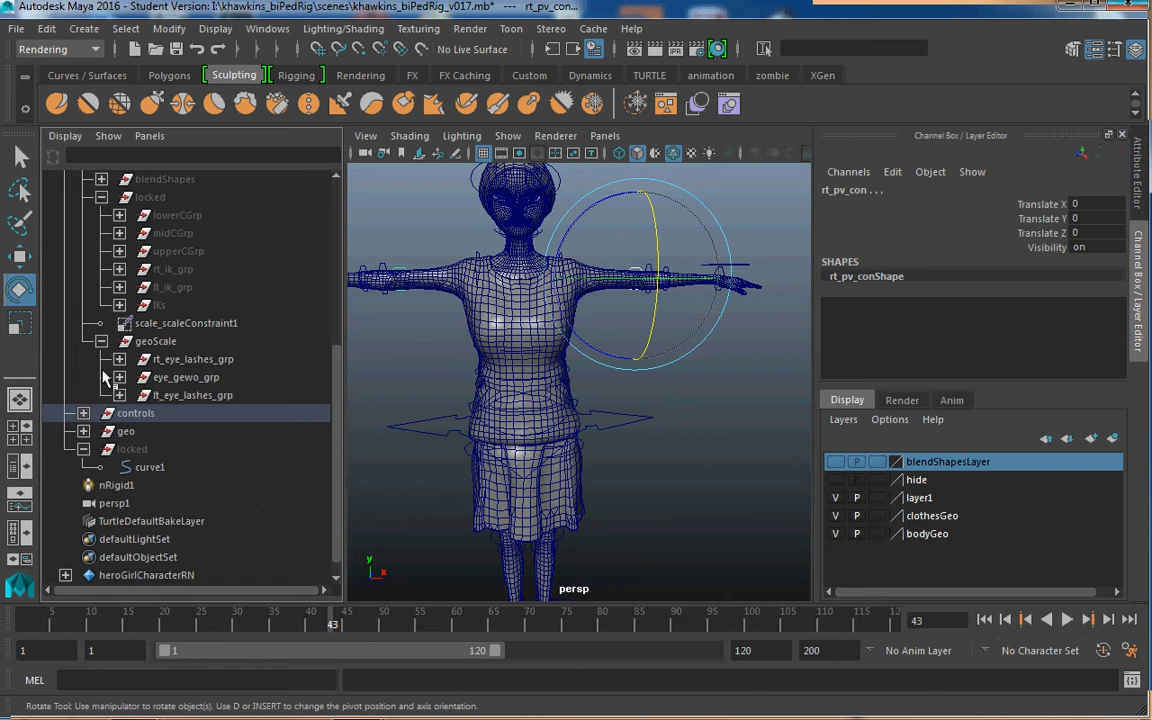 Autodesk Maya 2016 - Student Version: I:\khawkins_biPedRig\scenes\khawkins_biPedRig_v017.mb* --- rt_pv_con...
File Edit Create Select Modify Display Windows Lighting/Shading Texturing Render Toon Stereo Cache Help
Rendering No Live Surface
Curves / Surfaces Polygons Sculpting Rigging Rendering FX FX Caching Custom Dynamics TURTLE animation zombie XGen
Display Show Panels
blendShapes
locked
lowerCGrp
midCGrp
upperCGrp
rt_ik_grp
lt_ik_grp
IKs
scale_scaleConstraint1
geoScale
rt_eye_lashes_grp
eye_gewo_grp
lt_eye_lashes_grp
controls
geo
locked
curve1
nRigid1
persp1
TurtleDefaultBakeLayer
defaultLightSet
defaultObjectSet
heroGirlCharacterRN
View Shading Lighting Show Renderer Panels
y
x
persp
Channel Box / Layer Editor
Channels Edit Object Show
rt_pv_con . . .
Translate X 0
Translate Y 0
Translate Z 0
Visibility on
SHAPES
rt_pv_conShape
Display Render Anim
Layers Options Help
P blendShapesLayer
P hide
V P layer1
V P clothesGeo
V P bodyGeo
Attribute Editor
Channel Box / Layer Editor
5 10 15 20 25 30 35 40 43 45 50 55 60 65 70 75 80 85 90 95 100 105 110 115 120 43
1 1 1 120 120 200 No Anim Layer No Character Set
MEL
Rotate Tool: Use manipulator to rotate object(s). Use D or INSERT to change the pivot position and axis orientation.